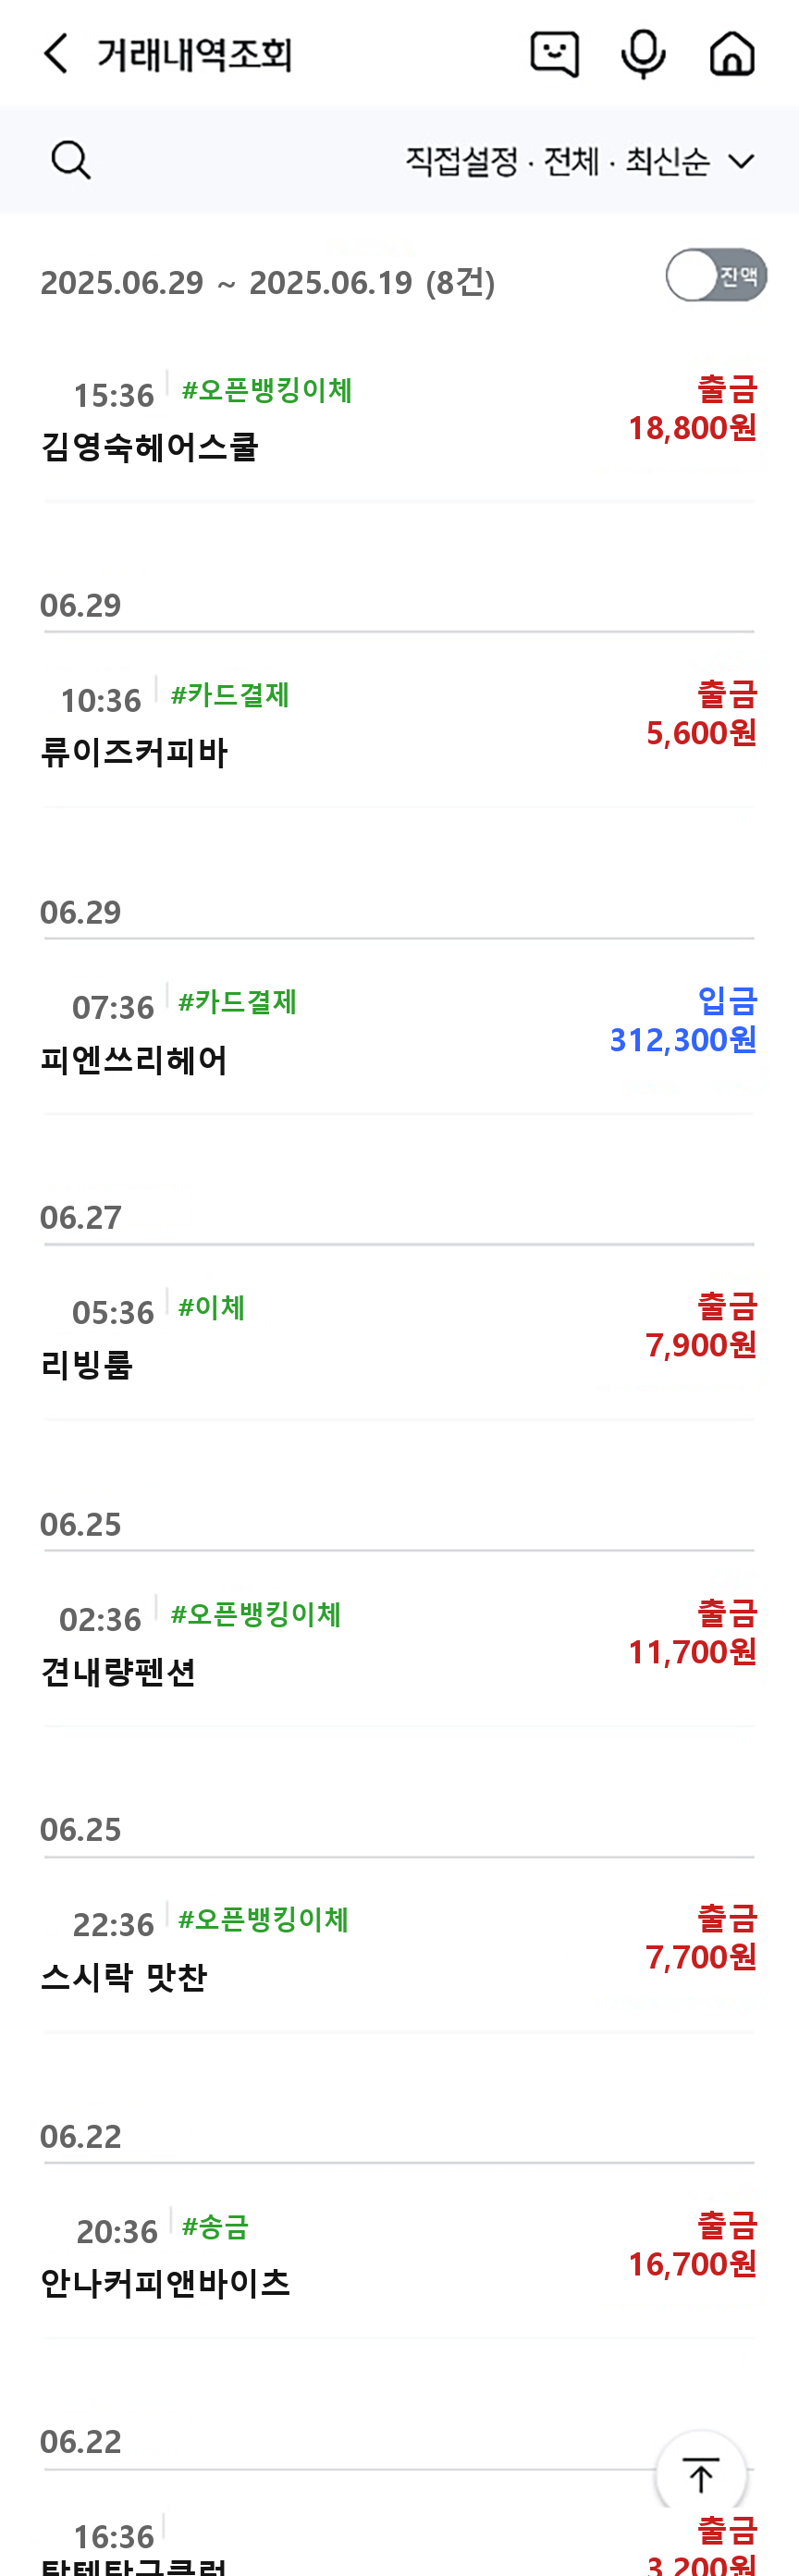 거래내역조회
직접설정 · 전체 · 최신순
2025.06.29 ~ 2025.06.19 (8건)
잔액
15:36 #오픈뱅킹이체 출금
김영숙헤어스쿨 18,800원
06.29
10:36 #카드결제 출금
류이즈커피바 5,600원
06.29
07:36 #카드결제 입금
피엔쓰리헤어 312,300원
06.27
05:36 #이체 출금
리빙룸 7,900원
06.25
02:36 #오픈뱅킹이체 출금
견내량펜션 11,700원
06.25
22:36 #오픈뱅킹이체 출금
스시락 맛찬 7,700원
06.22
20:36 #송금 출금
안나커피앤바이츠 16,700원
06.22
16:36 출금
3,200원